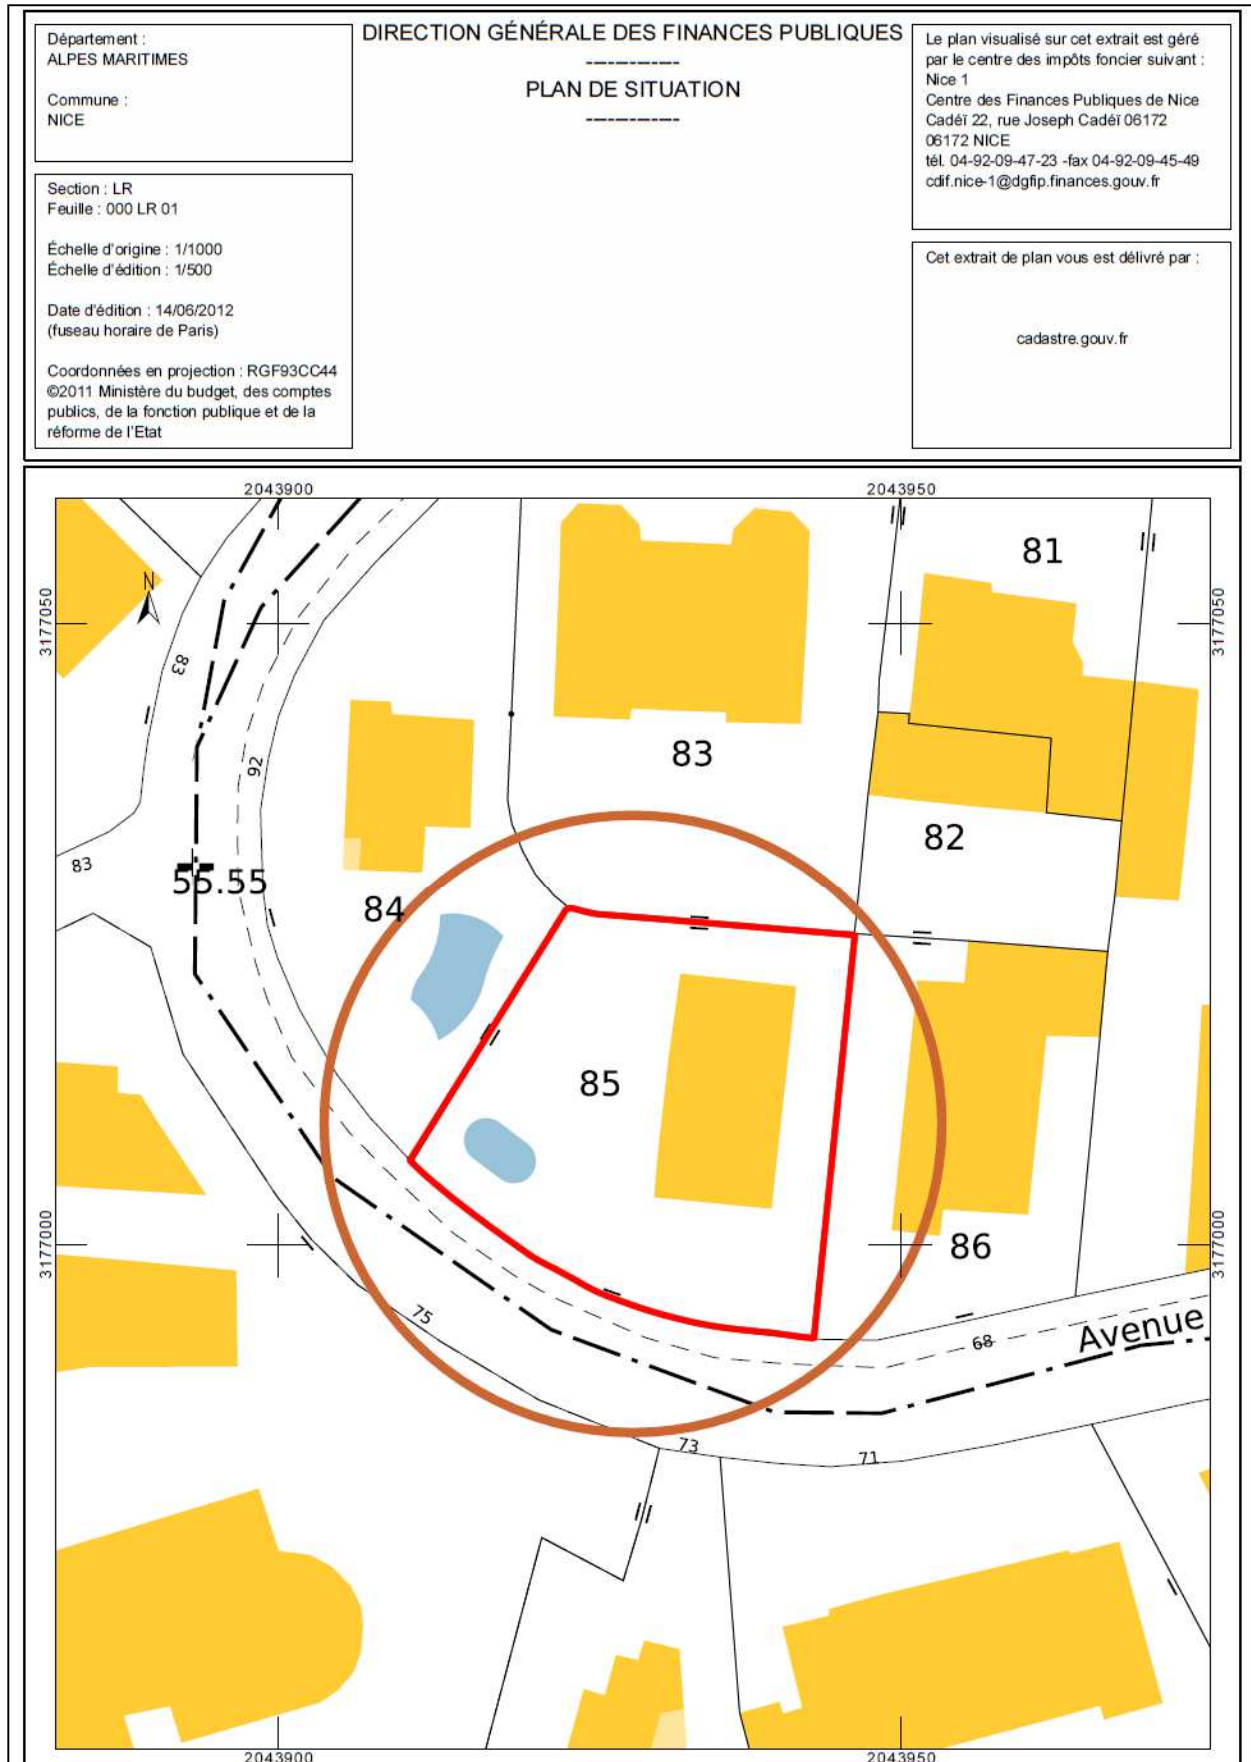 Département :
ALPES MARITIMES
Commune :
NICE
Section : LR
Feuille : 000 LR 01
Échelle d'origine : 1/1000
Échelle d'édition : 1/500
Date d'édition : 14/06/2012
(fuseau horaire de Paris)
Coordonnées en projection : RGF93CC44
©2011 Ministère du budget, des comptes
publics, de la fonction publique et de la
réforme de l'Etat
DIRECTION GÉNÉRALE DES FINANCES PUBLIQUES
-------------
PLAN DE SITUATION
-------------
Le plan visualisé sur cet extrait est géré
par le centre des impôts foncier suivant :
Nice 1
Centre des Finances Publiques de Nice
Cadéï 22, rue Joseph Cadéï 06172
06172 NICE
tél. 04-92-09-47-23 -fax 04-92-09-45-49
cdif.nice-1@dgfip.finances.gouv.fr
Cet extrait de plan vous est délivré par :
cadastre.gouv.fr
2043900
2043950
81
N
3177050
3177050
83
83
92
82
83
55.55
84
85
3177000
3177000
86
75
68
Avenue
73
71
2043900
2043950